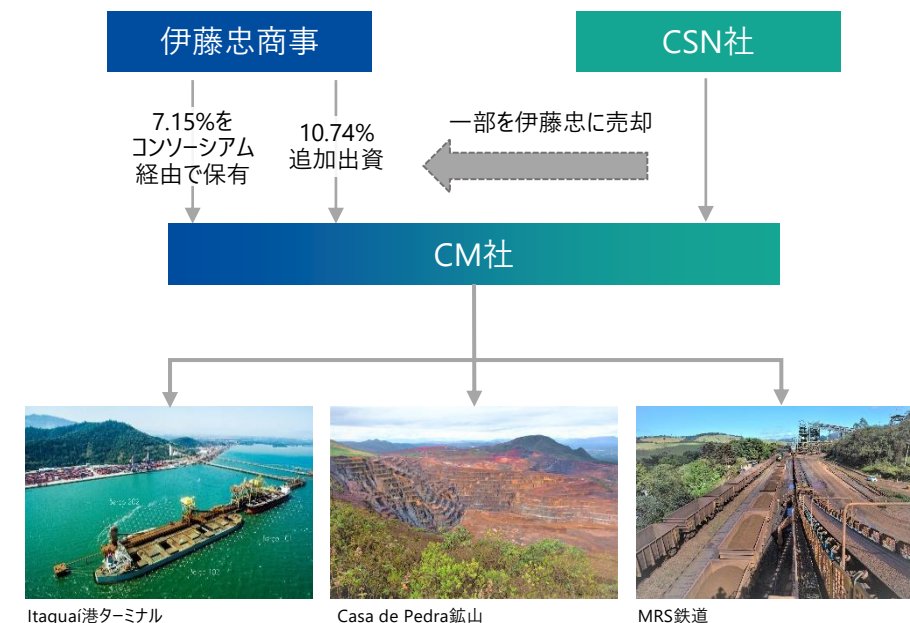 伊藤忠商事
CSN社
7.15%を
コンソーシアム
経由で保有
10.74%
追加出資
一部を伊藤忠に売却
CM社
Itaguaí港ターミナル
Casa de Pedra鉱山
MRS鉄道